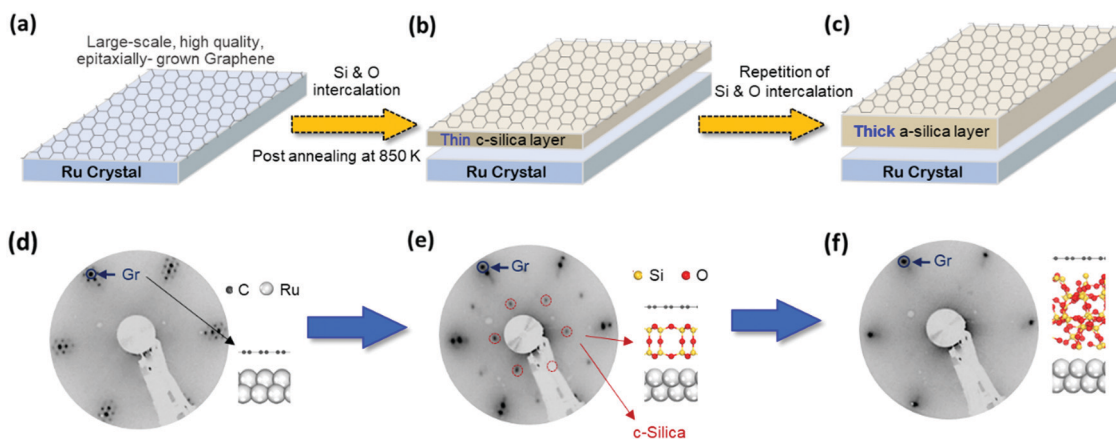 (a)
Large-scale, high quality,
epitaxially- grown Graphene
Ru Crystal
Si & O
intercalation
Post annealing at 850 K
(b)
Thin c-silica layer
Ru Crystal
Repetition of
Si & O intercalation
(c)
Thick a-silica layer
Ru Crystal
(d)
Gr
C Ru
(e)
Gr
Si O
c-Silica
(f)
Gr